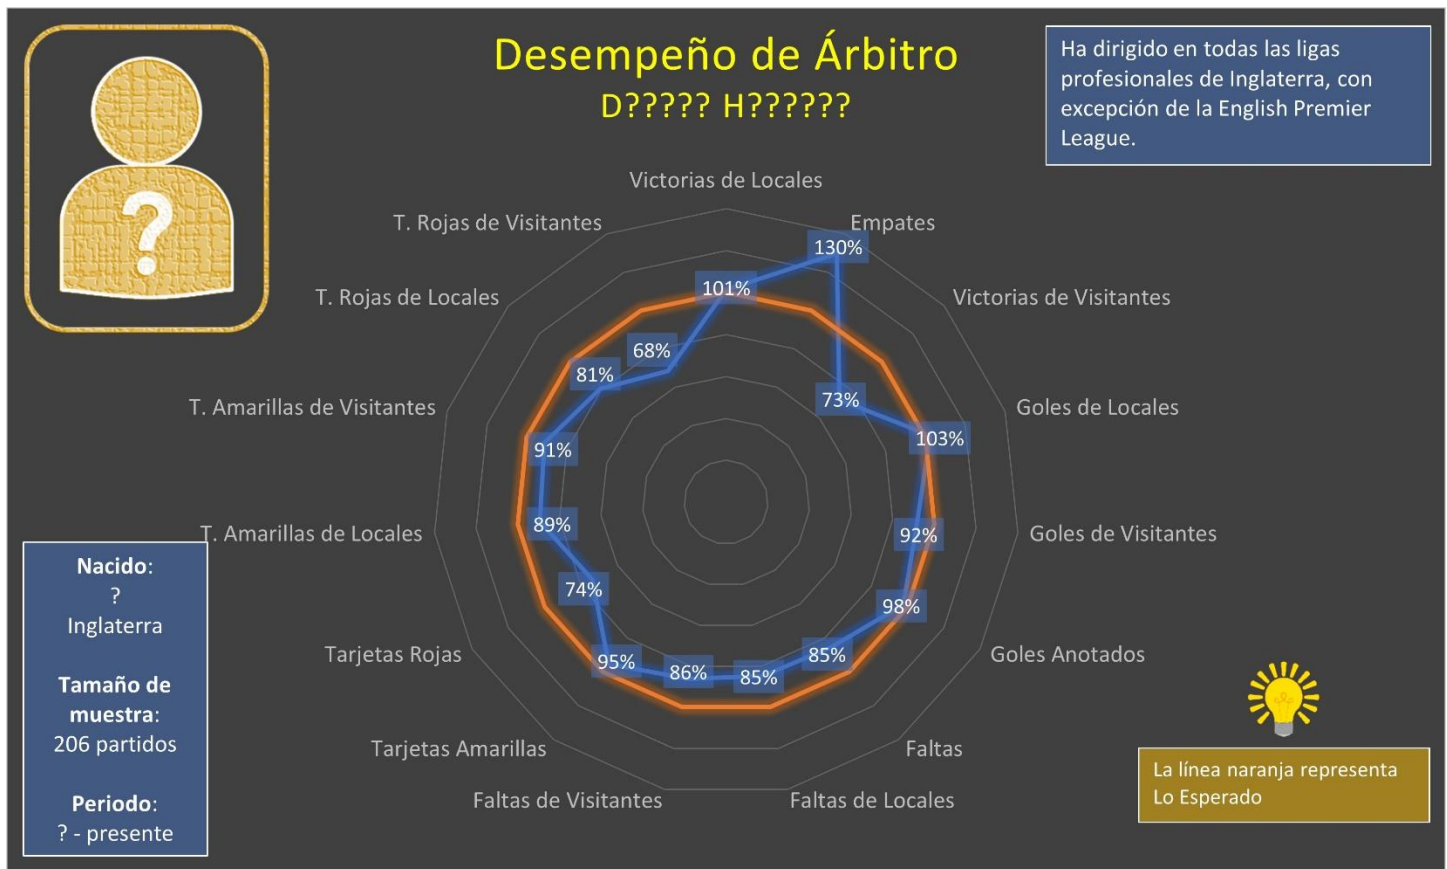 Desempeño de Árbitro
D????? H??????
Ha dirigido en todas las ligas
profesionales de Inglaterra, con
excepción de la English Premier
League.
?
Victorias de Locales
Empates
Victorias de Visitantes
Goles de Locales
Goles de Visitantes
Goles Anotados
Faltas
Faltas de Locales
Faltas de Visitantes
Tarjetas Amarillas
Tarjetas Rojas
T. Amarillas de Locales
T. Amarillas de Visitantes
T. Rojas de Locales
T. Rojas de Visitantes
101%
130%
73%
103%
92%
98%
85%
85%
86%
95%
74%
89%
91%
81%
68%
Nacido:
?
Inglaterra
Tamaño de
muestra:
206 partidos
Periodo:
? - presente
La línea naranja representa
Lo Esperado